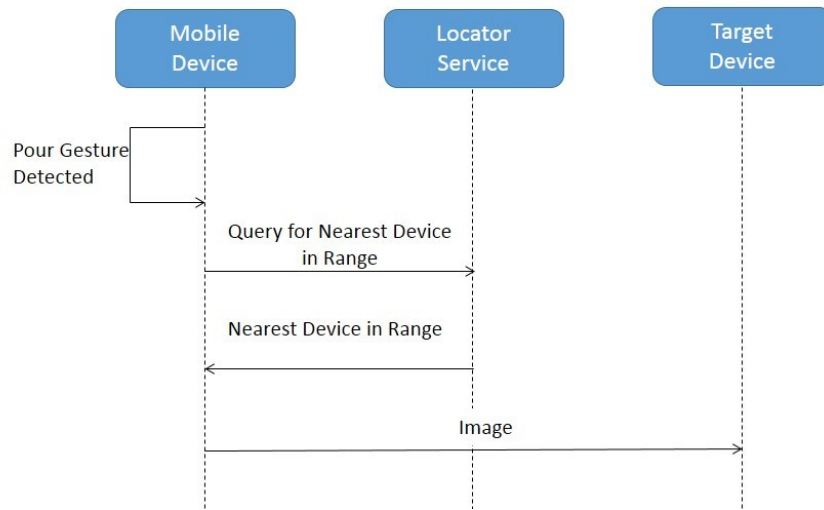 Mobile
Device
Locator
Service
Target
Device
Pour Gesture
Detected
Query for Nearest Device
in Range
Nearest Device in Range
Image